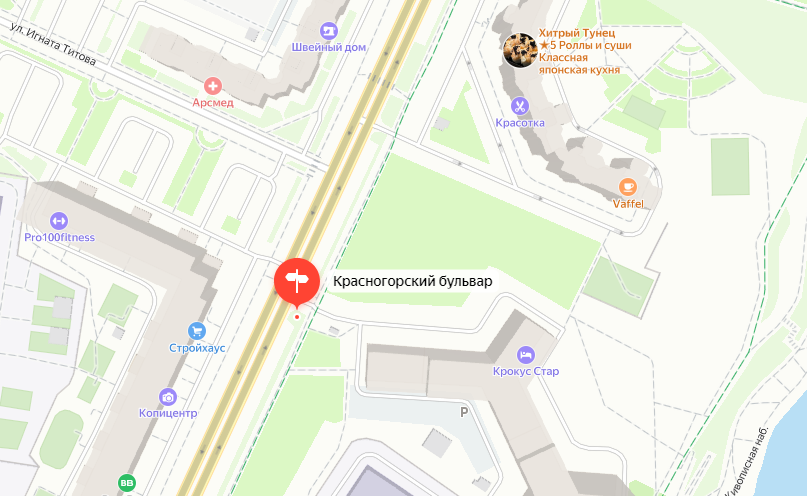 ул. Игната Титова
Швейный дом
Хитрый Тунец
★5 Роллы и суши
Классная
японская кухня
Арсмед
Красотка
Väffel
Pro100fitness
Красногорский бульвар
Стройхаус
Крокус Стар
Копицентр
P
ВВ
Живописная наб.